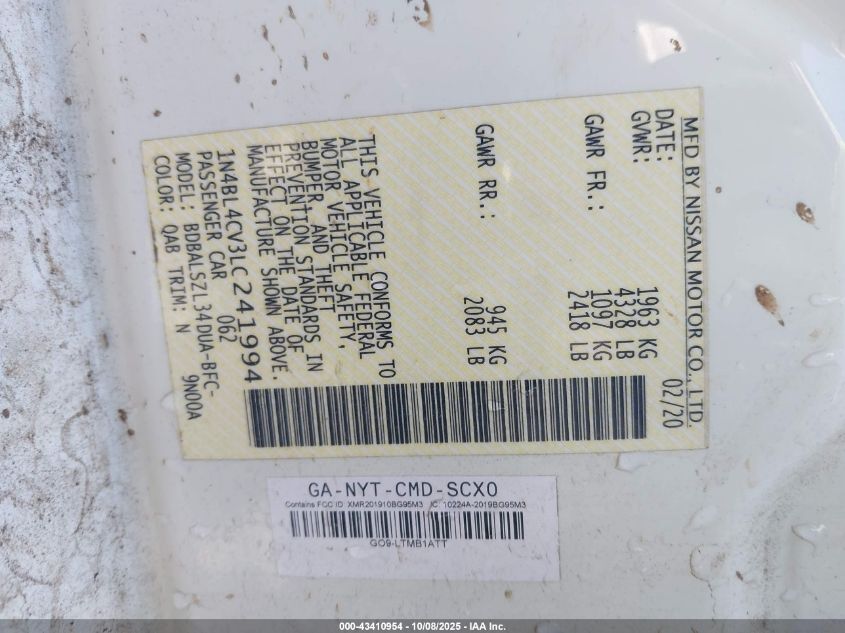 MFD BY NISSAN MOTOR CO., LTD.
DATE: 02/20
GVWR: 1963 KG
4328 LB
GAWR FR.: 1097 KG
2418 LB
GAWR RR.: 945 KG
2083 LB
THIS VEHICLE CONFORMS TO
ALL APPLICABLE FEDERAL
MOTOR VEHICLE SAFETY,
BUMPER, AND THEFT
PREVENTION STANDARDS IN
EFFECT ON THE DATE OF
MANUFACTURE SHOWN ABOVE.
1N4BL4CV3LC241994
PASSENGER CAR 062
MODEL: BDBALSZL34DUA-BFC-
9N00A
COLOR: QAB TRIM: N
GA-NYT-CMD-SCX0
Contains FCC ID XMR201910BG95M3 IC 10224A-2019BG95M3
GO9-LTMB1ATT
000-43410954 - 10/08/2025 - IAA Inc.